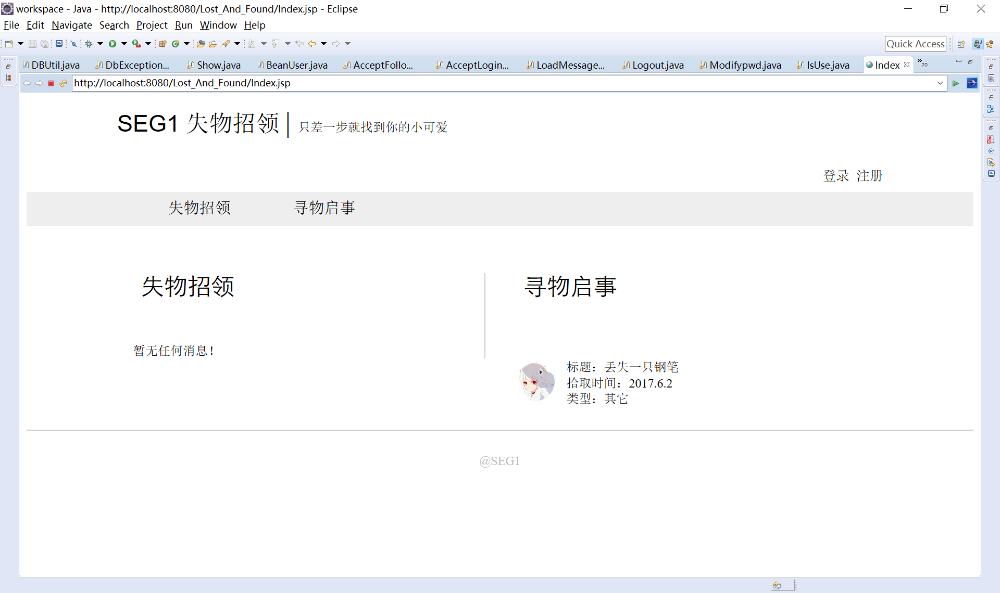 workspace - Java - http://localhost:8080/Lost_And_Found/Index.jsp - Eclipse
File Edit Navigate Search Project Run Window Help
Quick Access
DBUtil.java DbException... Show.java BeanUser.java AcceptFollo... AcceptLogin... LoadMessage... Logout.java Modifypwd.java IsUse.java Index »20
http://localhost:8080/Lost_And_Found/Index.jsp
SEG1 失物招领 | 只差一步就找到你的小可爱
登录 注册
失物招领 寻物启事
失物招领
寻物启事
暂无任何消息！
标题：丢失一只钢笔
拾取时间：2017.6.2
类型：其它
@SEG1